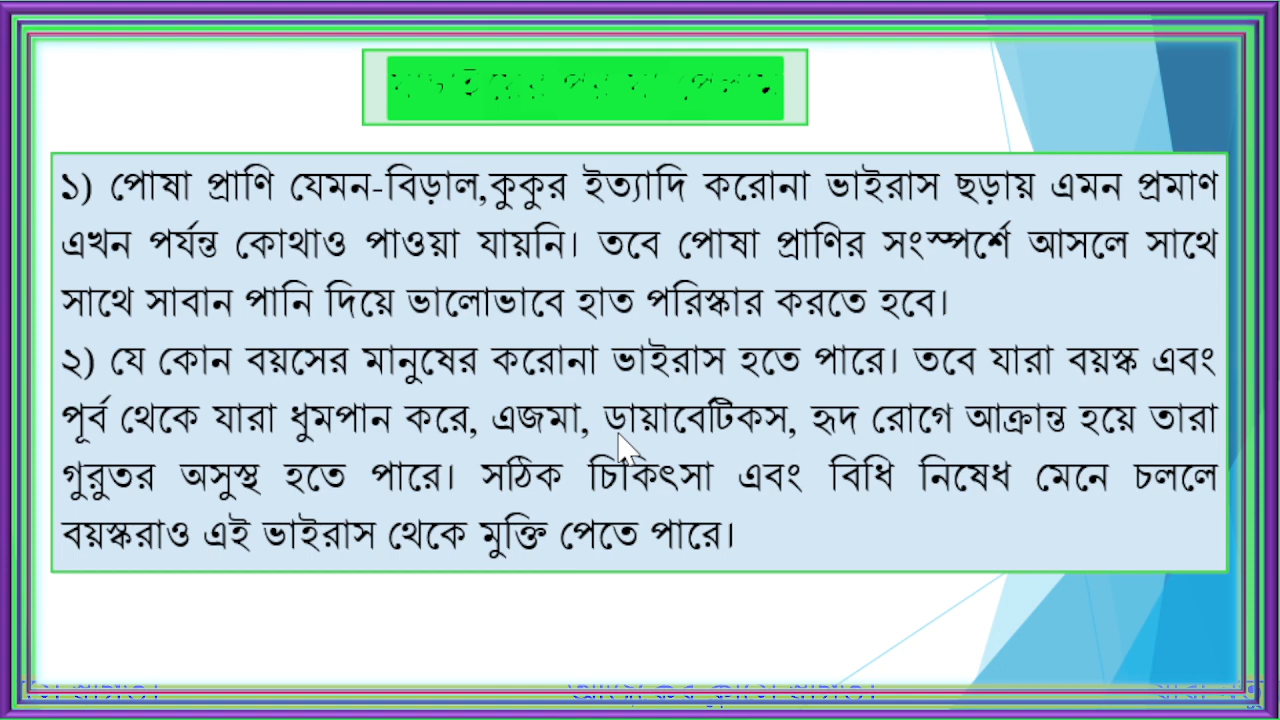 ১) পোষা প্রাণি যেমন-বিড়াল,কুকুর ইত্যাদি করোনা ভাইরাস ছড়ায় এমন প্রমাণ
এখন পর্যন্ত কোথাও পাওয়া যায়নি। তবে পোষা প্রাণির সংস্পর্শে আসলে সাথে
সাথে সাবান পানি দিয়ে ভালোভাবে হাত পরিস্কার করতে হবে।
২) যে কোন বয়সের মানুষের করোনা ভাইরাস হতে পারে। তবে যারা বয়স্ক এবং
পূর্ব থেকে যারা ধুমপান করে, এজমা, ডায়াবেটিকস, হৃদ রোগে আক্রান্ত হয়ে তারা
গুরুতর অসুস্থ হতে পারে। সঠিক চিকিৎসা এবং বিধি নিষেধ মেনে চললে
বয়স্করাও এই ভাইরাস থেকে মুক্তি পেতে পারে।